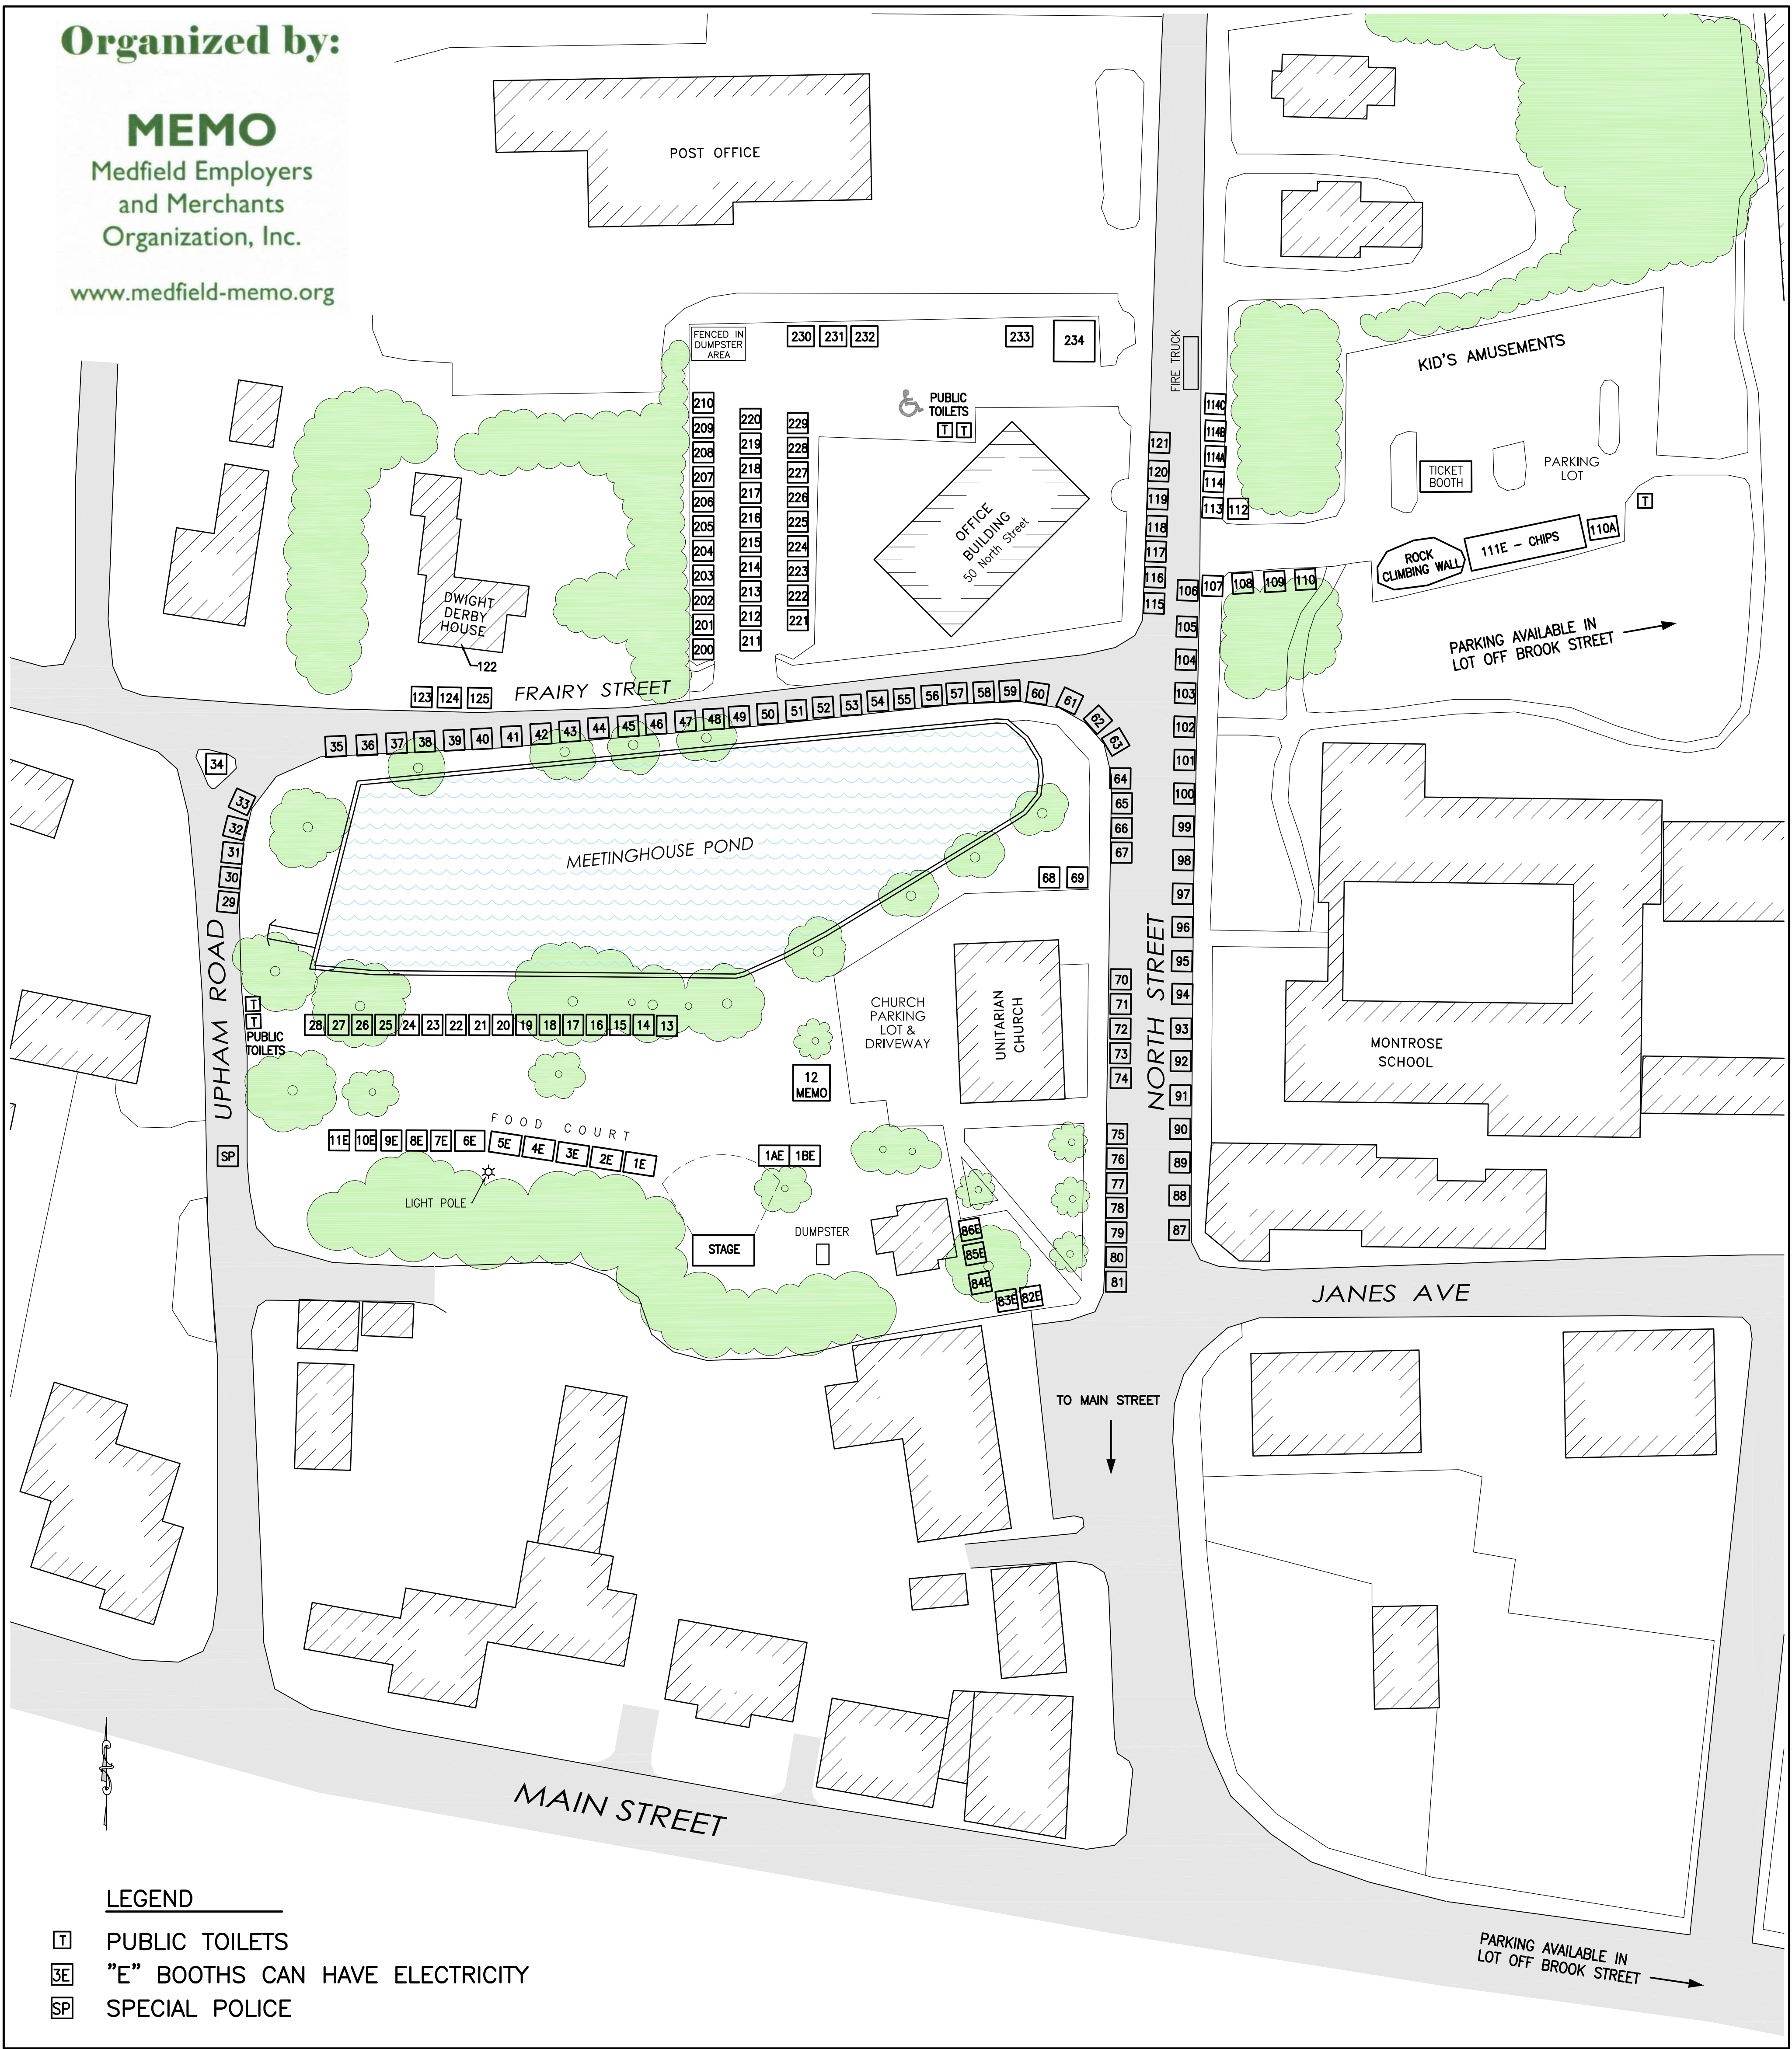 Organized by:
MEMO
Medfield Employers
and Merchants
Organization, Inc.
www.medfield-memo.org
POST OFFICE
FENCED IN
DUMPSTER
AREA
230 231 232
233
234
FIRE TRUCK
KID'S AMUSEMENTS
PUBLIC
TOILETS
T T
210
209
208
207
206
205
204
203
202
201
200
220
219
218
217
216
215
214
213
212
211
229
228
227
226
225
224
223
222
221
OFFICE
BUILDING
50 North Street
121
120
119
118
117
116
115
114C
114B
114A
114
113 112
TICKET
BOOTH
PARKING
LOT
T
ROCK
CLIMBING WALL
111E - CHIPS
110A
106 107 108 109 110
PARKING AVAILABLE IN
LOT OFF BROOK STREET
DWIGHT
DERBY
HOUSE
122
123 124 125
FRAIRY STREET
34
35 36 37 38 39 40 41 42 43 44 45 46 47 48 49 50 51 52 53 54 55 56 57 58 59 60 61 62 63
33
32
31
30
29
64
65
66
67
68 69
105
104
103
102
101
100
99
98
97
96
95
94
93
92
91
90
89
88
87
MEETINGHOUSE POND
UPHAM ROAD
NORTH STREET
T
T
PUBLIC
TOILETS
28 27 26 25 24 23 22 21 20 19 18 17 16 15 14 13
CHURCH
PARKING
LOT &
DRIVEWAY
UNITARIAN
CHURCH
70
71
72
73
74
MONTROSE
SCHOOL
12
MEMO
FOOD COURT
11E 10E 9E 8E 7E 6E 5E 4E 3E 2E 1E
1AE 1BE
SP
LIGHT POLE
STAGE
DUMPSTER
75
76
77
78
79
80
81
86E
85E
84E
83E 82E
JANES AVE
TO MAIN STREET
MAIN STREET
PARKING AVAILABLE IN
LOT OFF BROOK STREET
LEGEND
T PUBLIC TOILETS
3E "E" BOOTHS CAN HAVE ELECTRICITY
SP SPECIAL POLICE